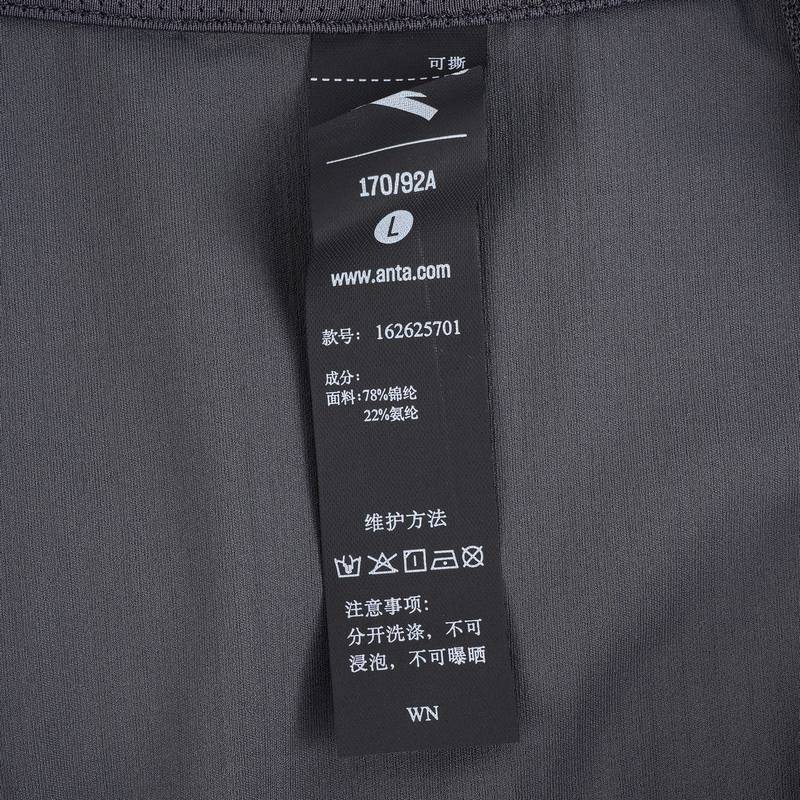 可撕
170/92A
L
www.anta.com
款号: 162625701
成分:
面料:78%锦纶
22%氨纶
维护方法
注意事项:
分开洗涤，不可
浸泡，不可曝晒
WN